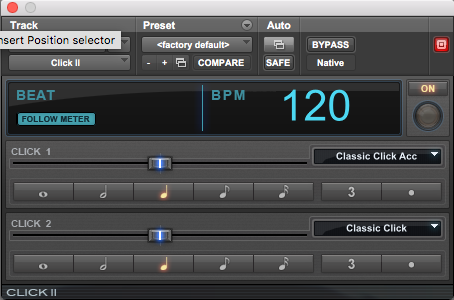 Track
Preset
Auto
nsert Position selector
<factory default>
BYPASS
Click II
- + COMPARE
SAFE
Native
BEAT
FOLLOW METER
BPM
120
ON
CLICK 1
Classic Click Acc
3
CLICK 2
Classic Click
3
CLICK II